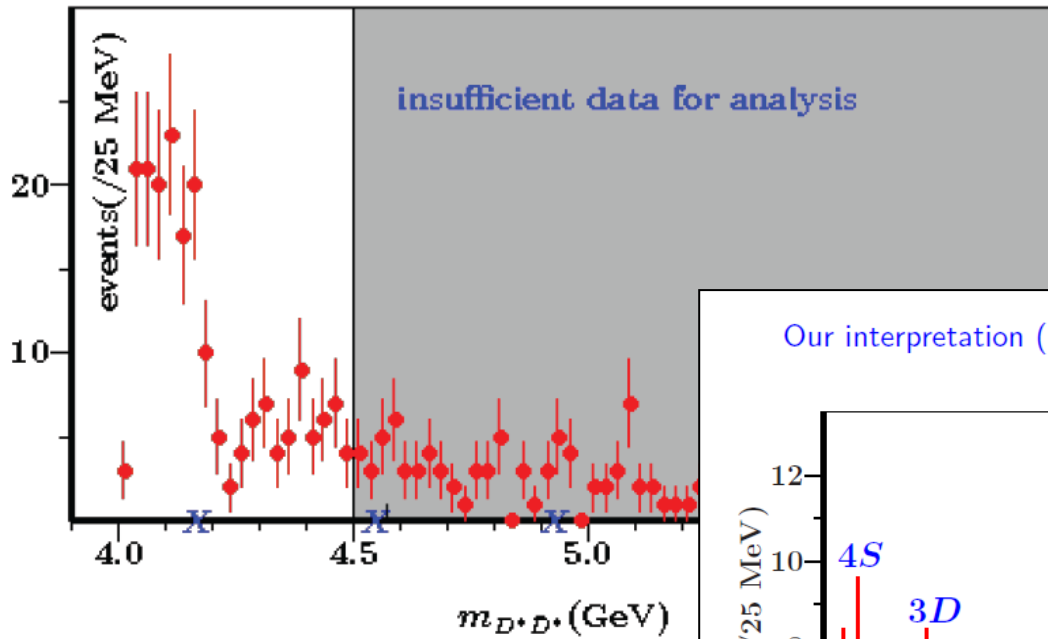 events(/25 MeV)
insufficient data for analysis
20
10
X X X
4.0 4.5 5.0
m_{D*D*}(GeV)
Our interpretation (
12
10
/25 MeV)
4S
3D